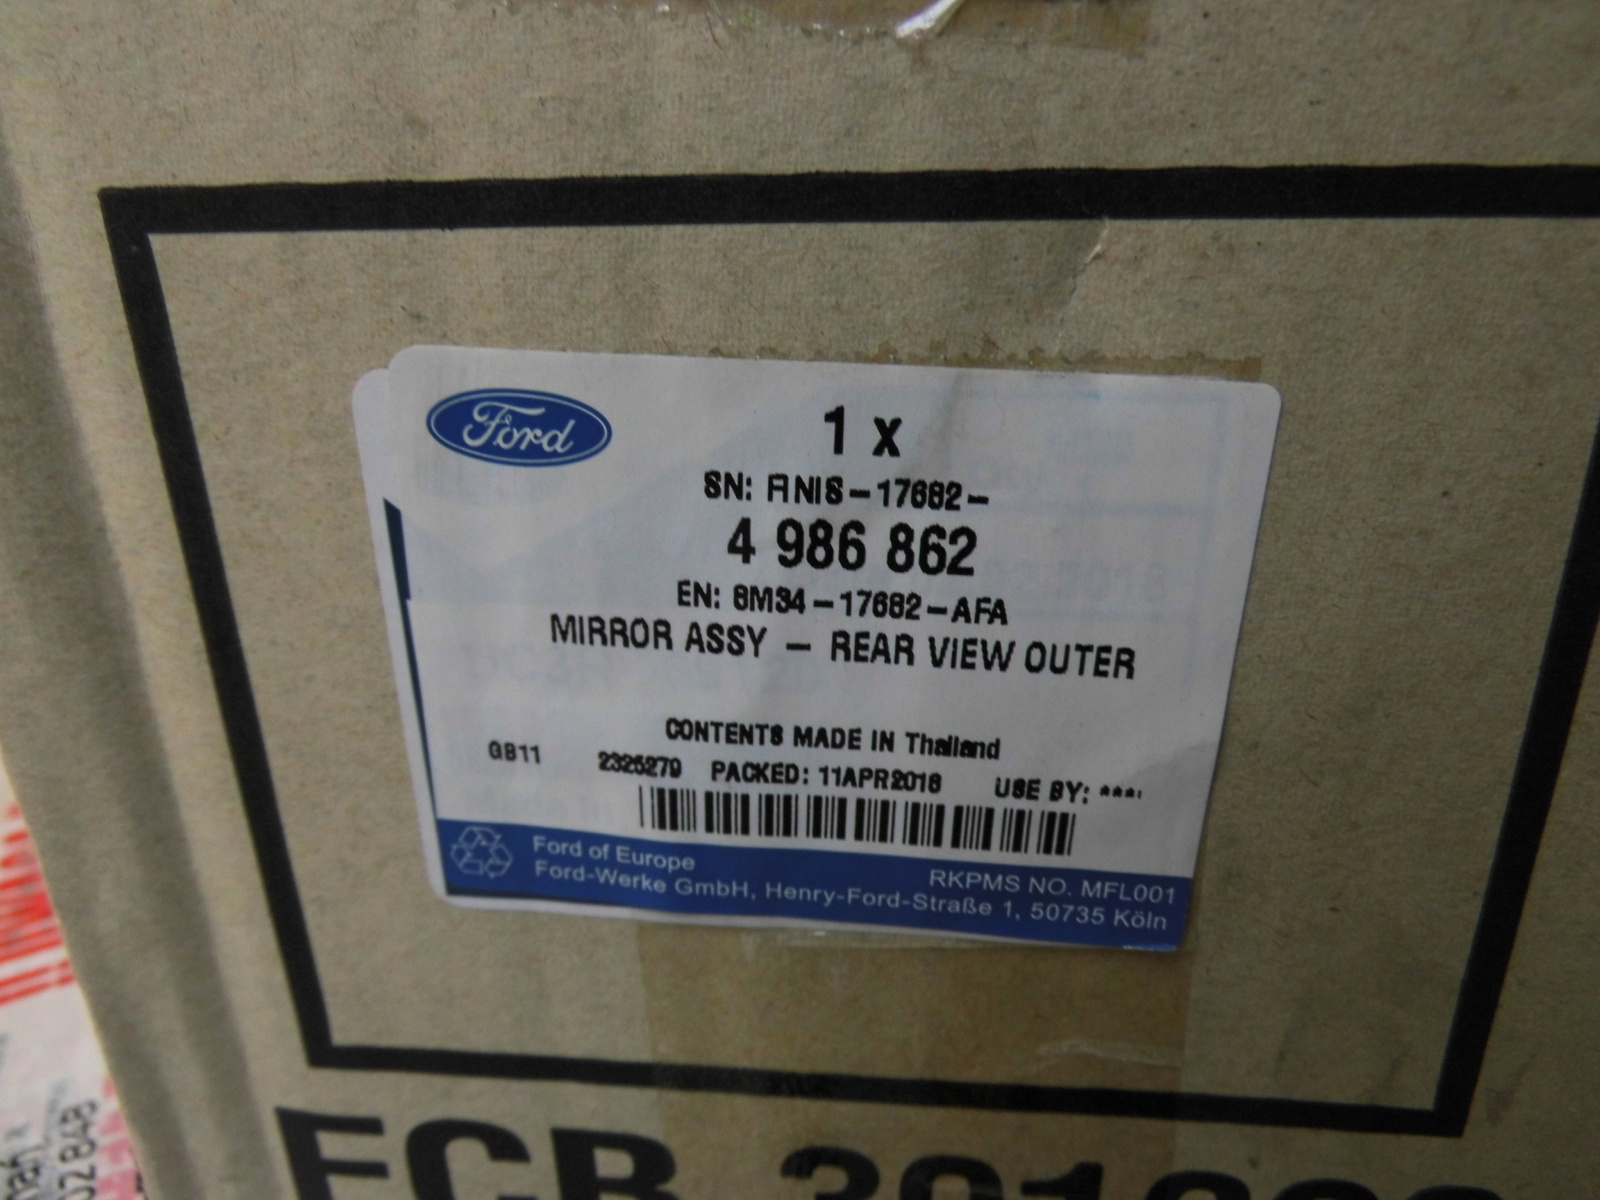 Ford
1 x
SN: FINIS-17682-
4 986 862
EN: 8M34-17682-AFA
MIRROR ASSY - REAR VIEW OUTER
CONTENTS MADE IN Thailand
GB11 2325279 PACKED: 11APR2016 USE BY: ***
Ford of Europe RKPMS NO. MFL001
Ford-Werke GmbH, Henry-Ford-Straße 1, 50735 Köln